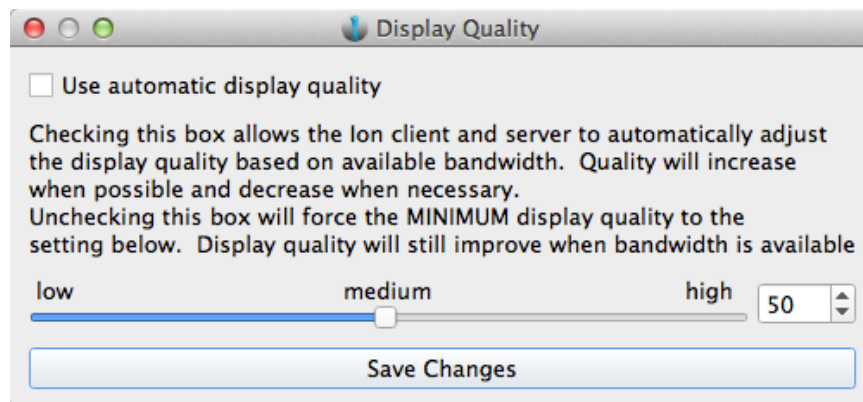 Display Quality
Use automatic display quality
Checking this box allows the Ion client and server to automatically adjust
the display quality based on available bandwidth.  Quality will increase
when possible and decrease when necessary.
Unchecking this box will force the MINIMUM display quality to the
setting below.  Display quality will still improve when bandwidth is available
low medium high
50
Save Changes